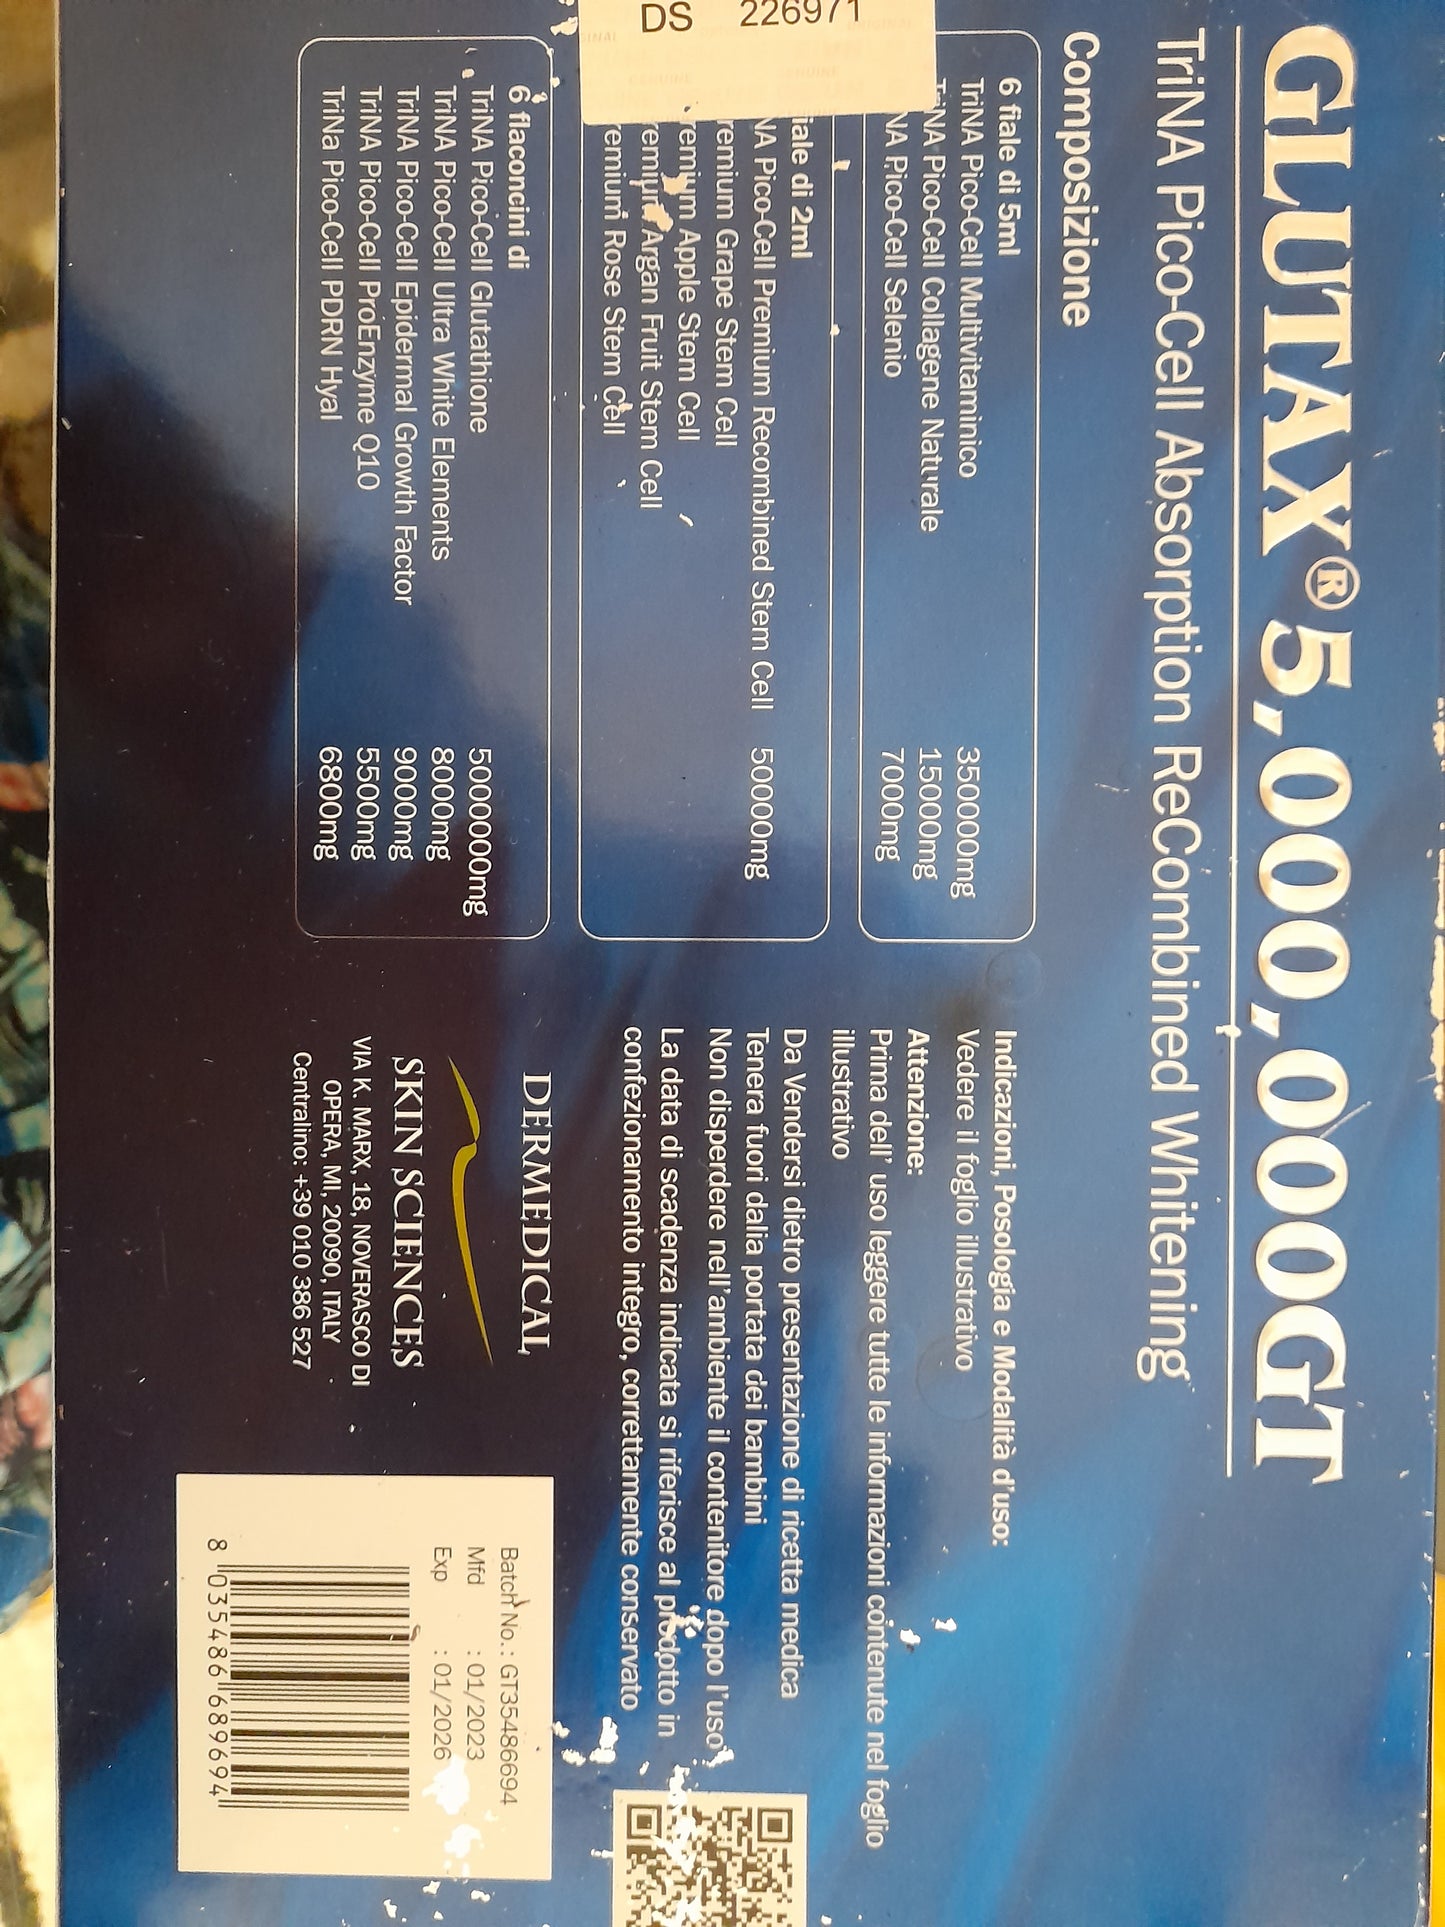 DS 226971
GLUTAX® 5,000,000GT
TriNA Pico-Cell Absorption ReCombined Whitening
Composizione
6 fiale di 5ml
TriNA Pico-Cell Multivitaminico 35000mg
TriNA Pico-Cell Collagene Naturale 15000mg
NA Pico-Cell Selenio 7000mg
iale di 2ml
NA Pico-Cell Premium Recombined Stem Cell 50000mg
remium Grape Stem Cell
remium Apple Stem Cell
remium Argan Fruit Stem Cell
remium Rose Stem Cell
6 flaconcini di
TriNA Pico-Cell Glutathione 5000000mg
TriNA Pico-Cell Ultra White Elements 8000mg
TriNA Pico-Cell Epidermal Growth Factor 9000mg
TriNA Pico-Cell ProEnzyme Q10 5500mg
TriNa Pico-Cell PDRN Hyal 6800mg
Indicazioni, Posologia e Modalità d'uso:
Vedere il foglio illustrativo
Attenzione:
Prima dell' uso leggere tutte le informazioni contenute nel foglio
illustrativo
Da Vendersi dietro presentazione di ricetta medica
Tenera fuori dalia portata dei bambini
Non disperdere nell'ambiente il contenitore dopo l'uso
La data di scadenza indicata si riferisce al prodotto in
confezionamento integro, correttamente conservato
DERMEDICAL
SKIN SCIENCES
VIA K. MARX, 18, NOVERASCO DI
OPERA, MI, 20090, ITALY
Centralino: +39 010 386 527
Batch No.: GT35486694
Mfd : 01/2023
Exp : 01/2026
8 035486 689694